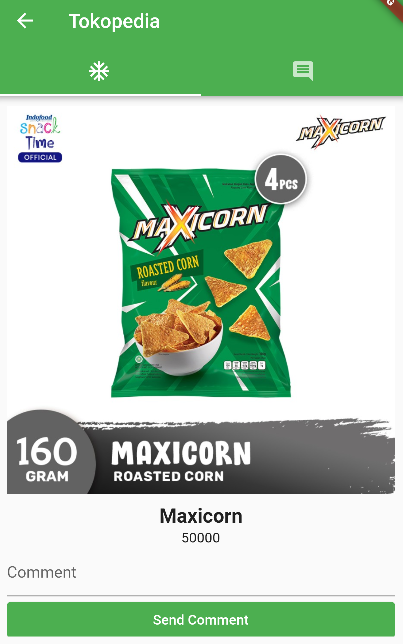 Tokopedia
Indofood
Snack
Time
OFFICIAL
MAXICORN
4 PCS
MAXICORN
ROASTED CORN
flavour
160
GRAM
MAXICORN
ROASTED CORN
Maxicorn
50000
Comment
Send Comment